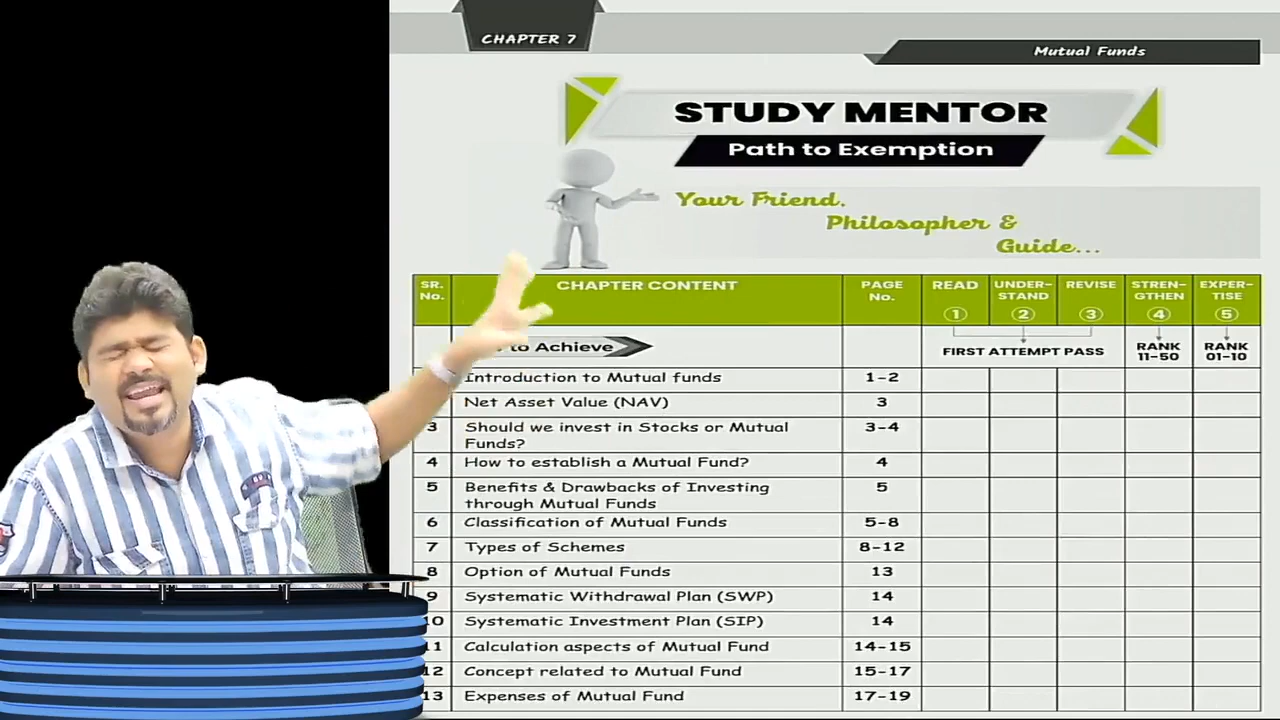 CHAPTER 7
Mutual Funds
STUDY MENTOR
Path to Exemption
Your Friend,
Philosopher &
Guide...
SR. No. CHAPTER CONTENT PAGE No. READ ① UNDER-STAND ② REVISE ③ STREN-GTHEN ④ EXPER-TISE ⑤
to Achieve FIRST ATTEMPT PASS RANK 11-50 RANK 01-10
Introduction to Mutual funds 1-2
Net Asset Value (NAV) 3
3 Should we invest in Stocks or Mutual Funds? 3-4
4 How to establish a Mutual Fund? 4
5 Benefits & Drawbacks of Investing through Mutual Funds 5
6 Classification of Mutual Funds 5-8
7 Types of Schemes 8-12
8 Option of Mutual Funds 13
9 Systematic Withdrawal Plan (SWP) 14
10 Systematic Investment Plan (SIP) 14
11 Calculation aspects of Mutual Fund 14-15
12 Concept related to Mutual Fund 15-17
13 Expenses of Mutual Fund 17-19